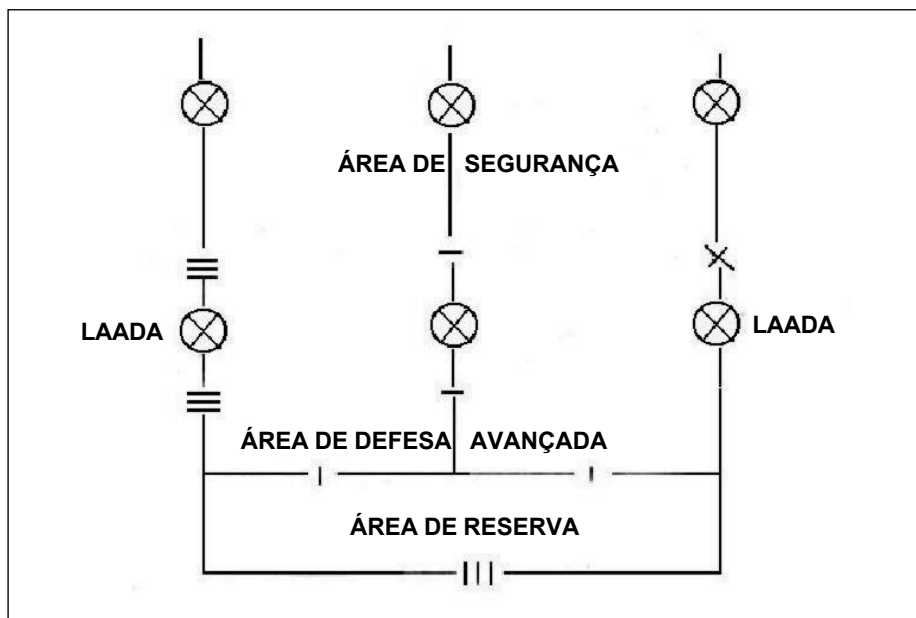 ÁREA DE SEGURANÇA
LAADA LAADA
ÁREA DE DEFESA AVANÇADA
ÁREA DE RESERVA